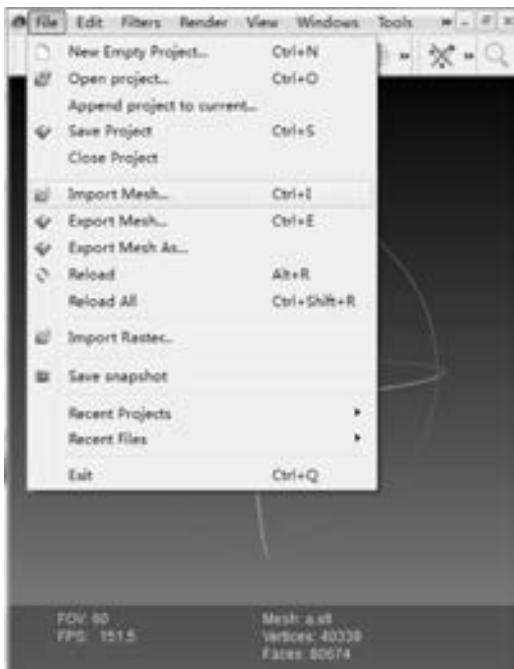 File Edit Filters Render View Windows Tools
New Empty Project... Ctrl+N
Open project... Ctrl+O
Append project to current...
Save Project Ctrl+S
Close Project
Import Mesh... Ctrl+I
Export Mesh... Ctrl+E
Export Mesh As...
Reload Alt+R
Reload All Ctrl+Shift+R
Import Raster...
Save snapshot
Recent Projects
Recent Files
Exit Ctrl+Q
FOV: 60
FPS: 151.5
Mesh: a.stl
Vertices: 40339
Faces: 80674